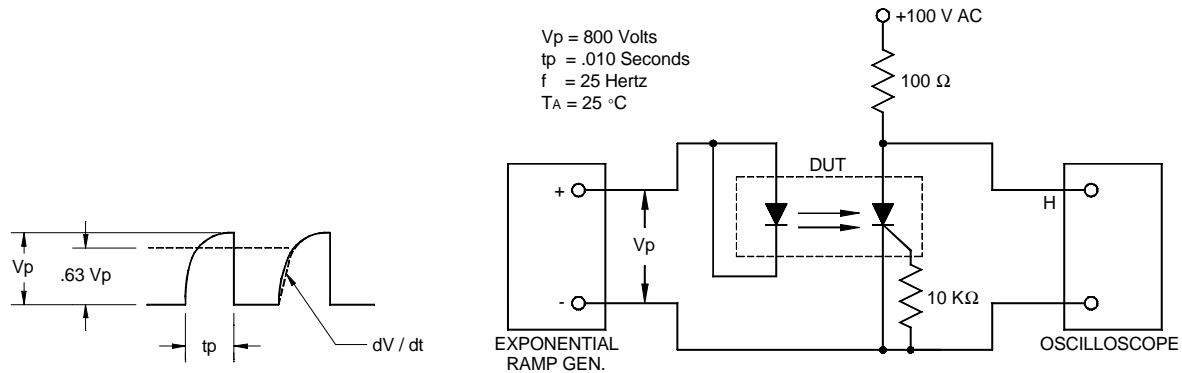 Vp = 800 Volts
tp = .010 Seconds
f = 25 Hertz
TA = 25 °C
+100 V AC
100 Ω
DUT
+
Vp
-
H
10 KΩ
EXPONENTIAL
RAMP GEN.
OSCILLOSCOPE
Vp
.63 Vp
tp
dV / dt